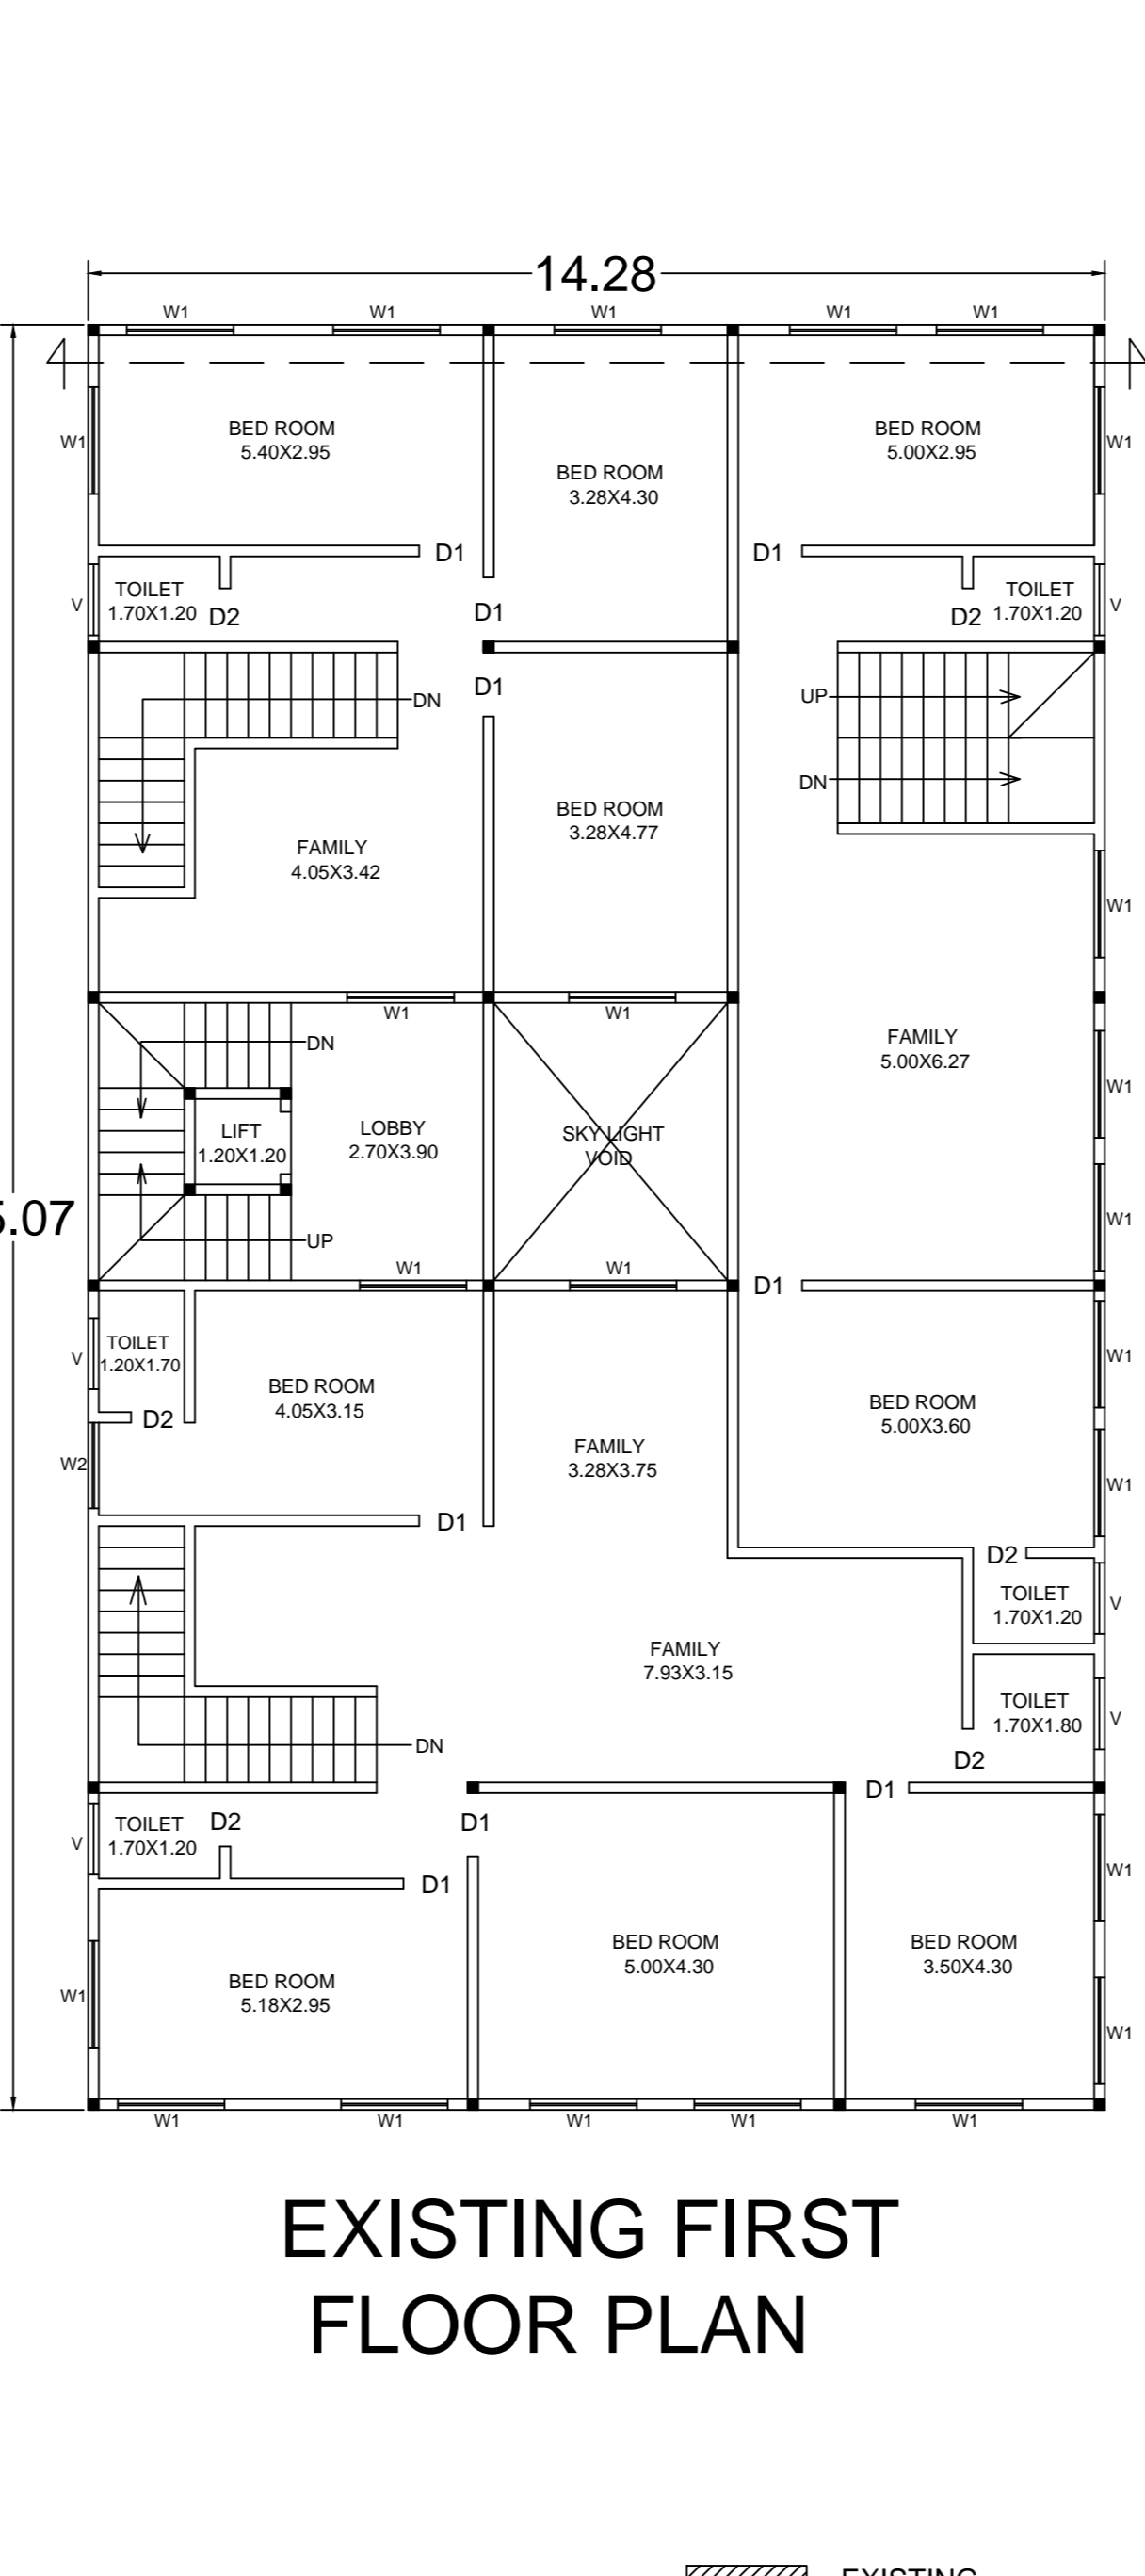 14.28
W1 W1 W1 W1 W1
BED ROOM
5.40X2.95
BED ROOM
5.00X2.95
W1
W1
BED ROOM
3.28X4.30
D1
D1
TOILET
1.70X1.20
D2
V
D1
TOILET
1.70X1.20
D2
V
D1
DN
UP
DN
BED ROOM
3.28X4.77
FAMILY
4.05X3.42
W1
W1
W1
DN
FAMILY
5.00X6.27
W1
LIFT
1.20X1.20
LOBBY
2.70X3.90
SKY LIGHT
VOID
5.07
W1
UP
W1
W1
D1
TOILET
1.20X1.70
V
W1
D2
BED ROOM
4.05X3.15
BED ROOM
5.00X3.60
FAMILY
3.28X3.75
W2
W1
D1
D2
TOILET
1.70X1.20
V
FAMILY
7.93X3.15
TOILET
1.70X1.80
V
DN
D2
D1
TOILET
1.70X1.20
D2
V
D1
D1
W1
BED ROOM
5.00X4.30
BED ROOM
3.50X4.30
BED ROOM
5.18X2.95
W1
W1
W1 W1 W1 W1 W1
EXISTING FIRST
FLOOR PLAN
EXISTING